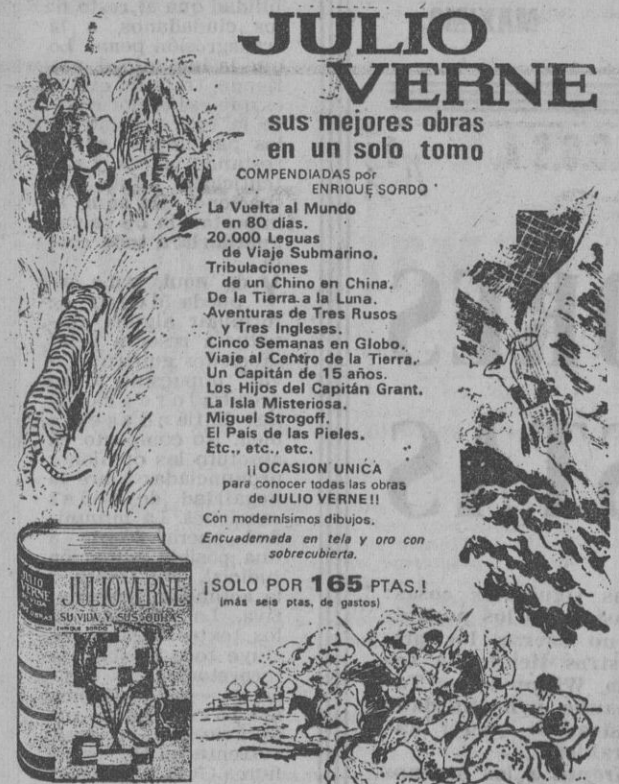 JULIO
VERNE
sus mejores obras
en un solo tomo
COMPENDIADAS por
ENRIQUE SORDO
La Vuelta al Mundo
en 80 días.
20.000 Leguas
de Viaje Submarino.
Tribulaciones
de un Chino en China.
De la Tierra a la Luna.
Aventuras de Tres Rusos
y Tres Ingleses.
Cinco Semanas en Globo.
Viaje al Centro de la Tierra.
Un Capitán de 15 años.
Los Hijos del Capitán Grant.
La Isla Misteriosa.
Miguel Strogoff.
El País de las Pieles.
Etc., etc., etc.
¡¡OCASION UNICA
para conocer todas las obras
de JULIO VERNE!!
Con modernísimos dibujos.
Encuadernada en tela y oro con
sobrecubierta.
¡SOLO POR 165 PTAS.!
(más seis ptas. de gastos)
JULIO
VERNE
JULIO VERNE
SU VIDA Y SUS OBRAS
ENRIQUE SORDO